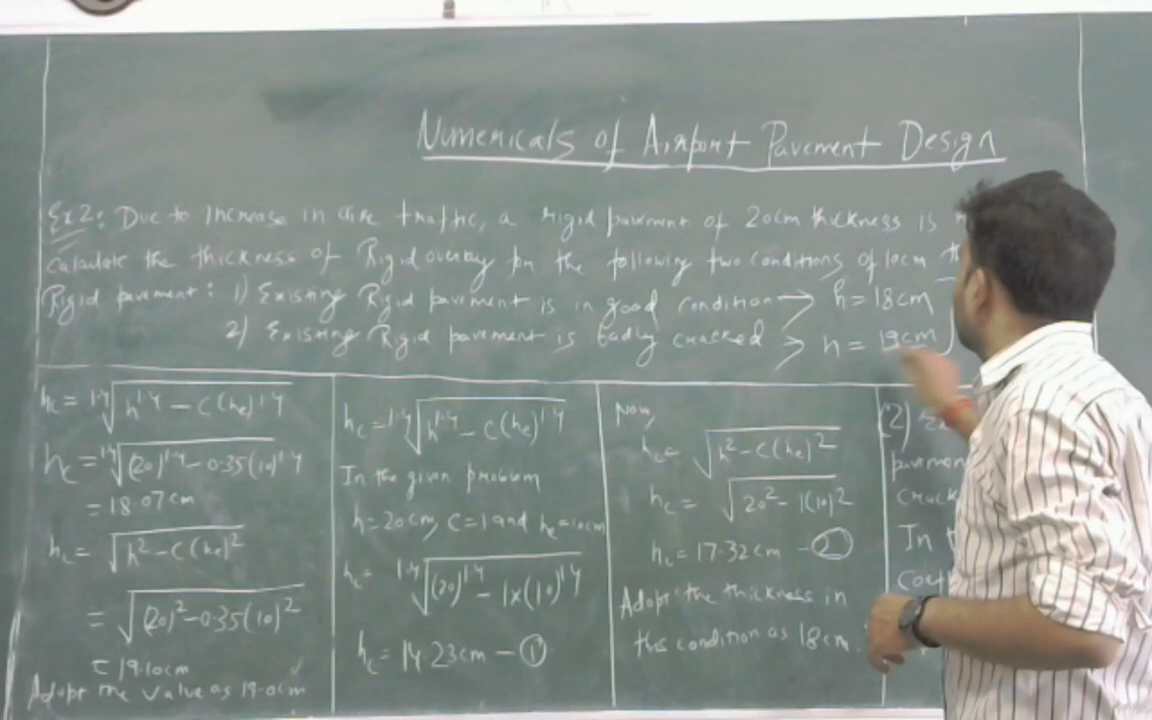 Numericals of Airport Pavement Design
Ex2: Due to Increase in aire traffic, a rigid pavement of 20cm thickness is
Calculate the thickness of Rigid overlay for the following two conditions of 10cm
Rigid pavement: 1) Existing Rigid pavement is in good condition → h = 18cm
2) Existing Rigid pavement is badly cracked → h = 19cm
hc = 1.4√h^1.4 - C(he)^1.4
hc = 1.4√(20)^1.4 - 0.35(10)^1.4
= 18.07cm
hc = √h² - C(he)²
= √(20)² - 0.35(10)²
= 19.10cm
Adopt the value as 19.0cm
hc = 1.4√h^1.4 - C(he)^1.4
In the given problem
h=20cm, C=1 and he=10cm
hc = 1.4√(20)^1.4 - 1x(10)^1.4
hc = 14.23cm - ①
Now,
hc = √h² - C(he)²
hc = √20² - 1(10)²
hc = 17.32cm - ②
Adopt the thickness in
this condition as 18cm.
(2)
In